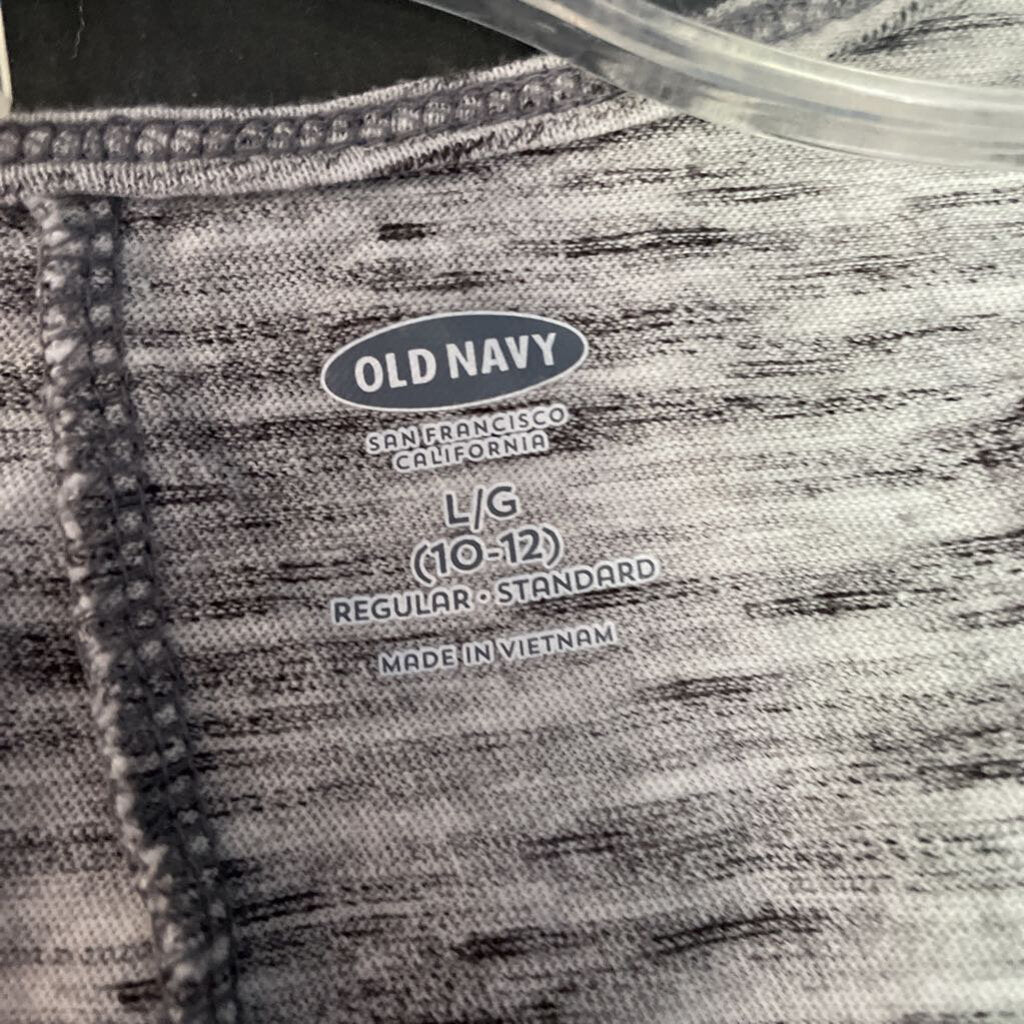 OLD NAVY
SAN FRANCISCO
CALIFORNIA
L/G
(10-12)
REGULAR • STANDARD
MADE IN VIETNAM